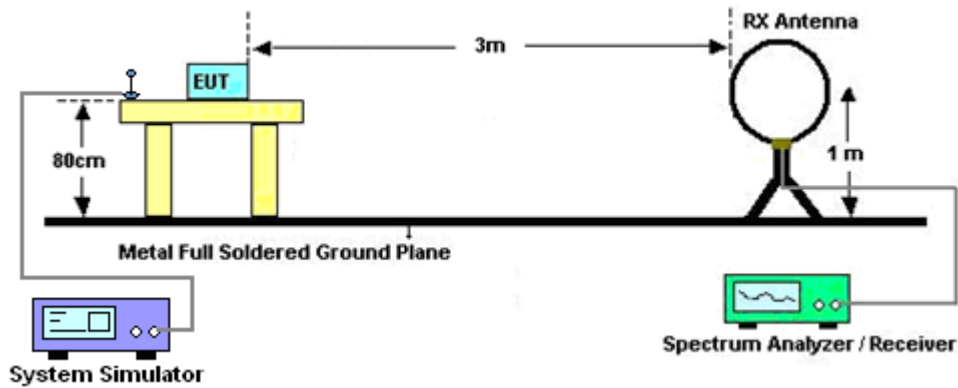 RX Antenna
3m
EUT
80cm
1 m
Metal Full Soldered Ground Plane
System Simulator
Spectrum Analyzer / Receiver